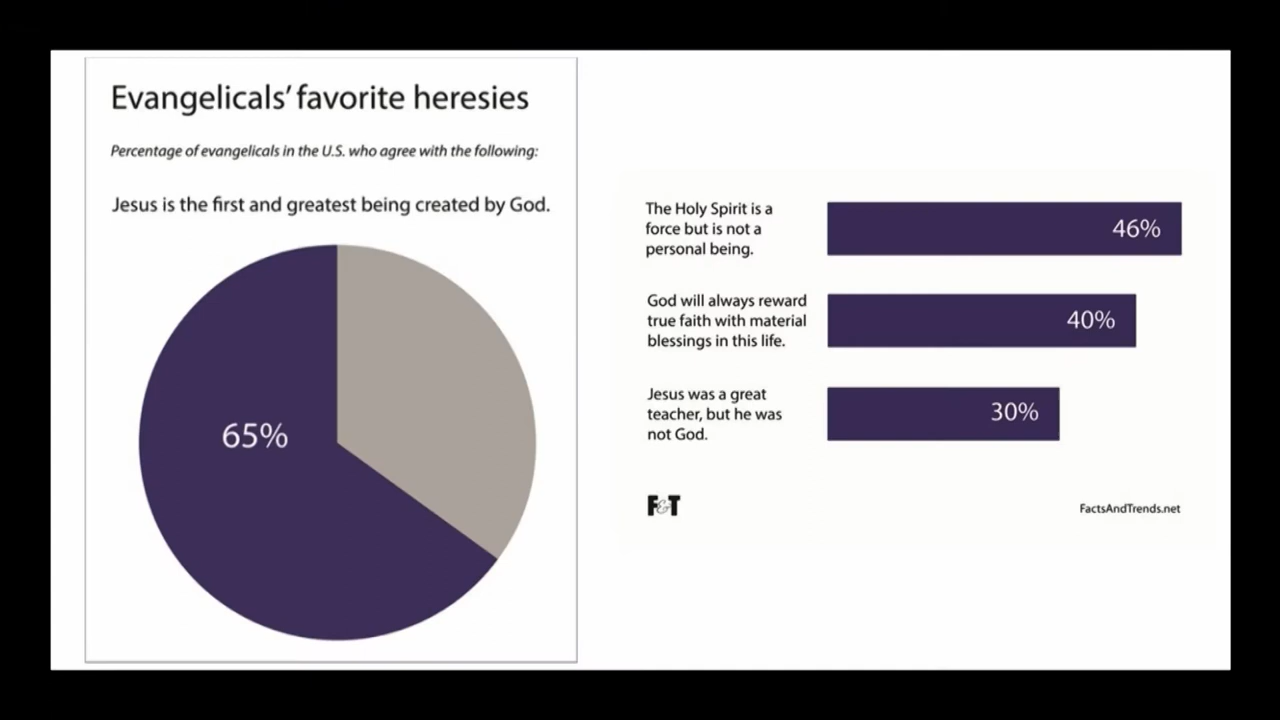 Evangelicals' favorite heresies
Percentage of evangelicals in the U.S. who agree with the following:
Jesus is the first and greatest being created by God.
65%
The Holy Spirit is a
force but is not a
personal being.
46%
God will always reward
true faith with material
blessings in this life.
40%
Jesus was a great
teacher, but he was
not God.
30%
F&T
FactsAndTrends.net